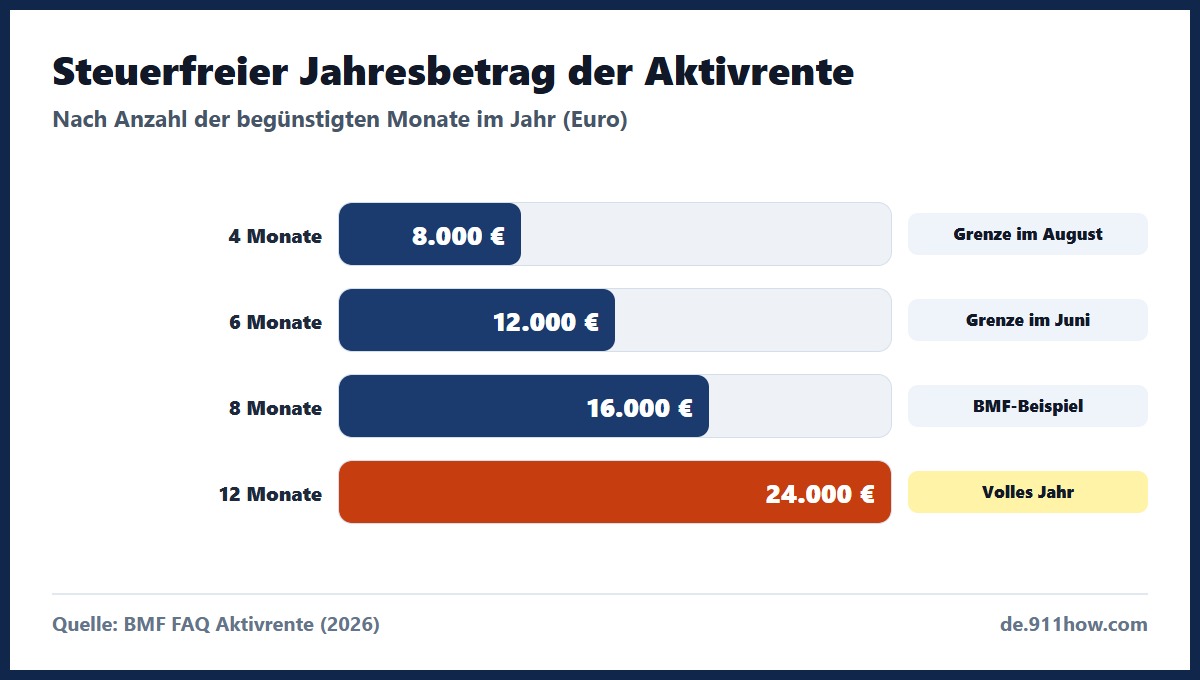 Steuerfreier Jahresbetrag der Aktivrente
Nach Anzahl der begünstigten Monate im Jahr (Euro)
4 Monate 8.000 € Grenze im August
6 Monate 12.000 € Grenze im Juni
8 Monate 16.000 € BMF-Beispiel
12 Monate 24.000 € Volles Jahr
Quelle: BMF FAQ Aktivrente (2026) de.911how.com